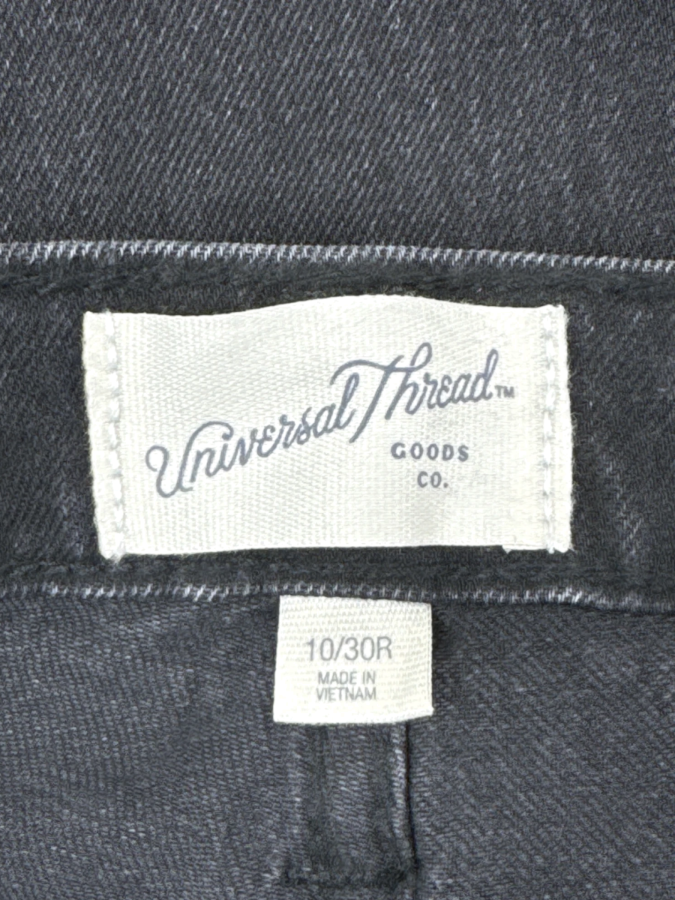 Universal Thread™
GOODS
CO.
10/30R
MADE IN
VIETNAM